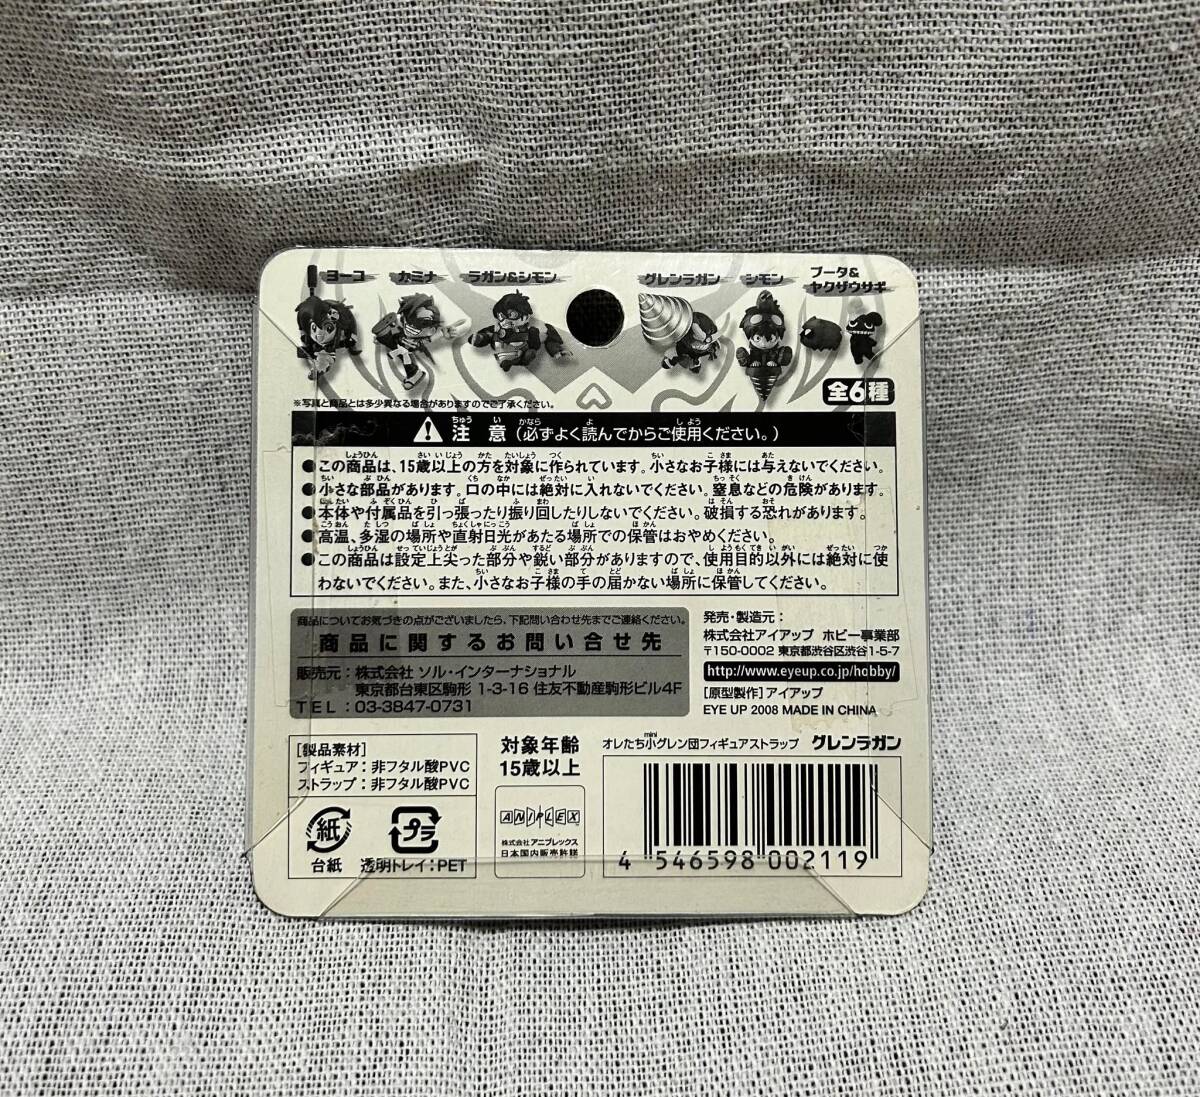 ヨーコ カミナ ラガン&シモン グレンラガン シモン ブータ&
ヤクザウサギ
全6種
※写真と商品とは多少異なる場合がありますのでご了承ください。
注意(必ずよく読んでからご使用ください。)
●この商品は、15歳以上の方を対象に作られています。小さなお子様には与えないでください。
●小さな部品があります。口の中には絶対に入れないでください。窒息などの危険があります。
●本体や付属品を引っ張ったり振り回したりしないでください。破損する恐れがあります。
●高温、多湿の場所や直射日光があたる場所での保管はおやめください。
●この商品は設定上尖った部分や鋭い部分がありますので、使用目的以外には絶対に使
わないでください。また、小さなお子様の手の届かない場所に保管してください。
商品についてお気づきの点がございましたら、下記問い合わせ先までご連絡ください。
商品に関するお問い合せ先
販売元:株式会社 ソル・インターナショナル
東京都台東区駒形 1-3-16 住友不動産駒形ビル4F
TEL:03-3847-0731
発売・製造元:
株式会社アイアップ ホビー事業部
〒150-0002 東京都渋谷区渋谷1-5-7
http://www.eyeup.co.jp/hobby/
[原型製作]アイアップ
EYE UP 2008 MADE IN CHINA
[製品素材]
フィギュア:非フタル酸PVC
ストラップ:非フタル酸PVC
紙
台紙
プラ
透明トレイ:PET
対象年齢
15歳以上
ANIPLEX
株式会社 アニプレックス
日本国内販売許諾
mini
オレたち小グレン団フィギュアストラップ グレンラガン
4 546598 002119